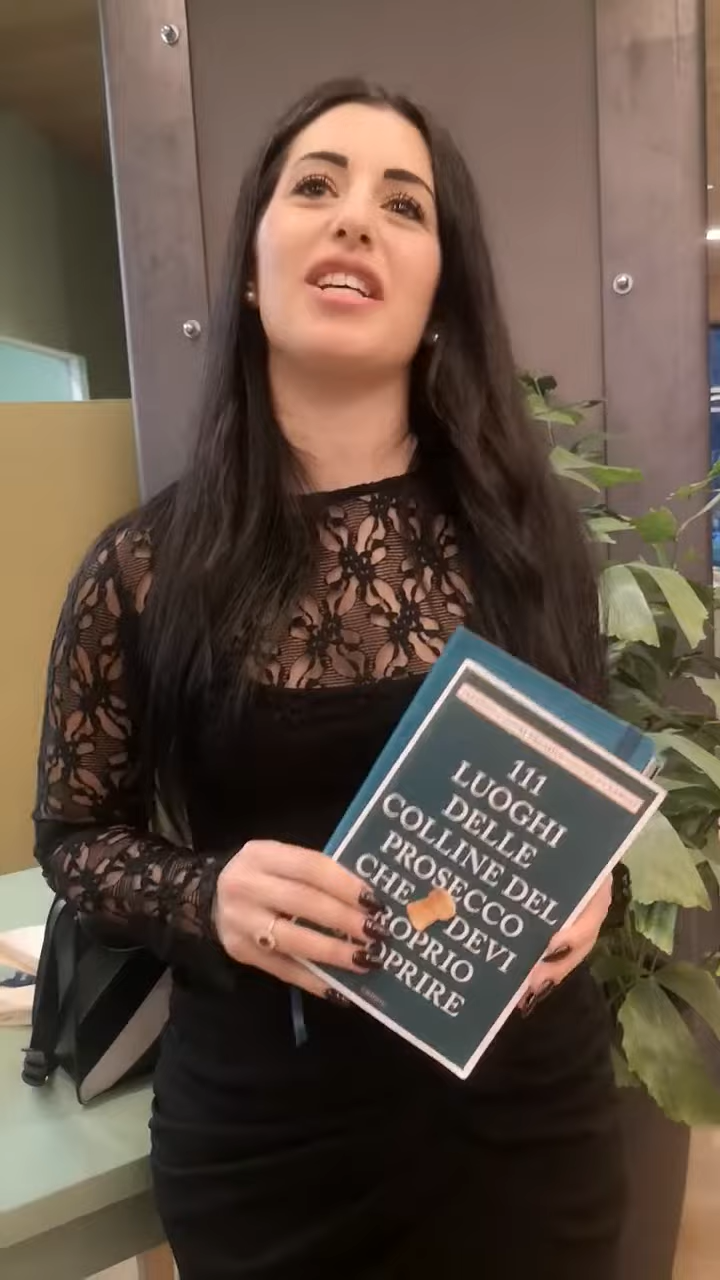 111
LUOGHI
DELLE
COLLINE DEL
PROSECCO
CHE DEVI
ROPRIO
OPRIRE